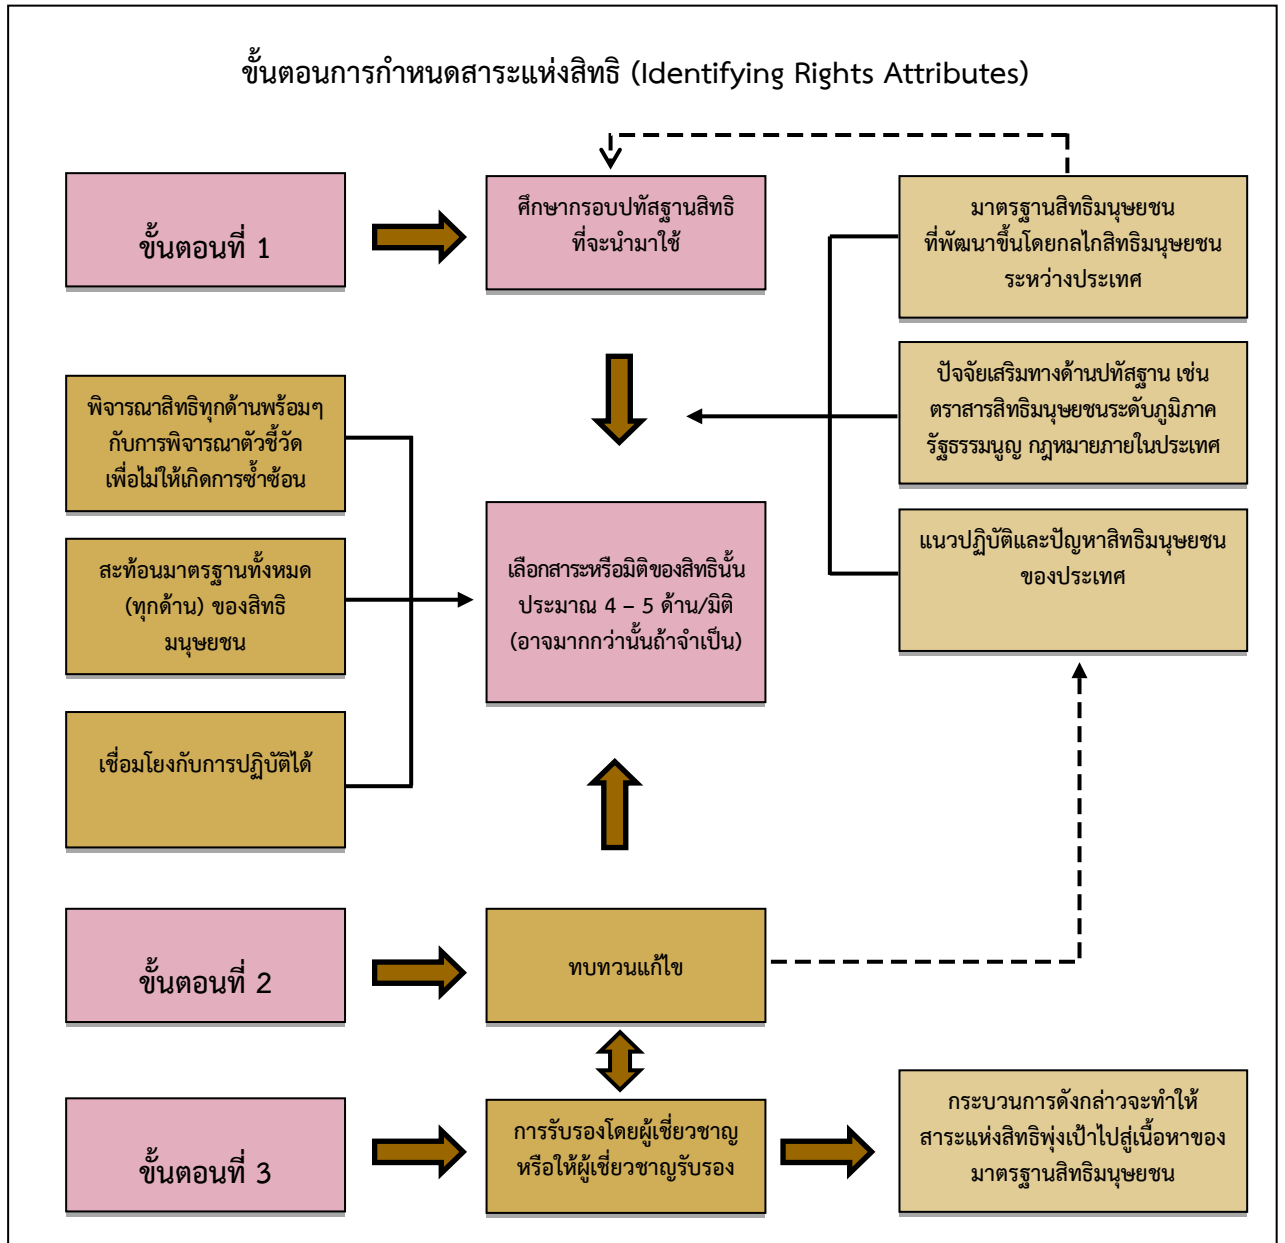 ขั้นตอนการกำหนดสาระแห่งสิทธิ (Identifying Rights Attributes)
ขั้นตอนที่ 1
ศึกษากรอบปทัสฐานสิทธิ
ที่จะนำมาใช้
มาตรฐานสิทธิมนุษยชน
ที่พัฒนาขึ้นโดยกลไกสิทธิมนุษยชน
ระหว่างประเทศ
ปัจจัยเสริมทางด้านปทัสฐาน เช่น
ตราสารสิทธิมนุษยชนระดับภูมิภาค
รัฐธรรมนูญ กฎหมายภายในประเทศ
แนวปฏิบัติและปัญหาสิทธิมนุษยชน
ของประเทศ
พิจารณาสิทธิทุกด้านพร้อมๆ
กับการพิจารณาตัวชี้วัด
เพื่อไม่ให้เกิดการซ้ำซ้อน
สะท้อนมาตรฐานทั้งหมด
(ทุกด้าน) ของสิทธิ
มนุษยชน
เชื่อมโยงกับการปฏิบัติได้
เลือกสาระหรือมิติของสิทธินั้น
ประมาณ 4 – 5 ด้าน/มิติ
(อาจมากกว่านั้นถ้าจำเป็น)
ขั้นตอนที่ 2
ทบทวนแก้ไข
ขั้นตอนที่ 3
การรับรองโดยผู้เชี่ยวชาญ
หรือให้ผู้เชี่ยวชาญรับรอง
กระบวนการดังกล่าวจะทำให้
สาระแห่งสิทธิพุ่งเป้าไปสู่เนื้อหาของ
มาตรฐานสิทธิมนุษยชน